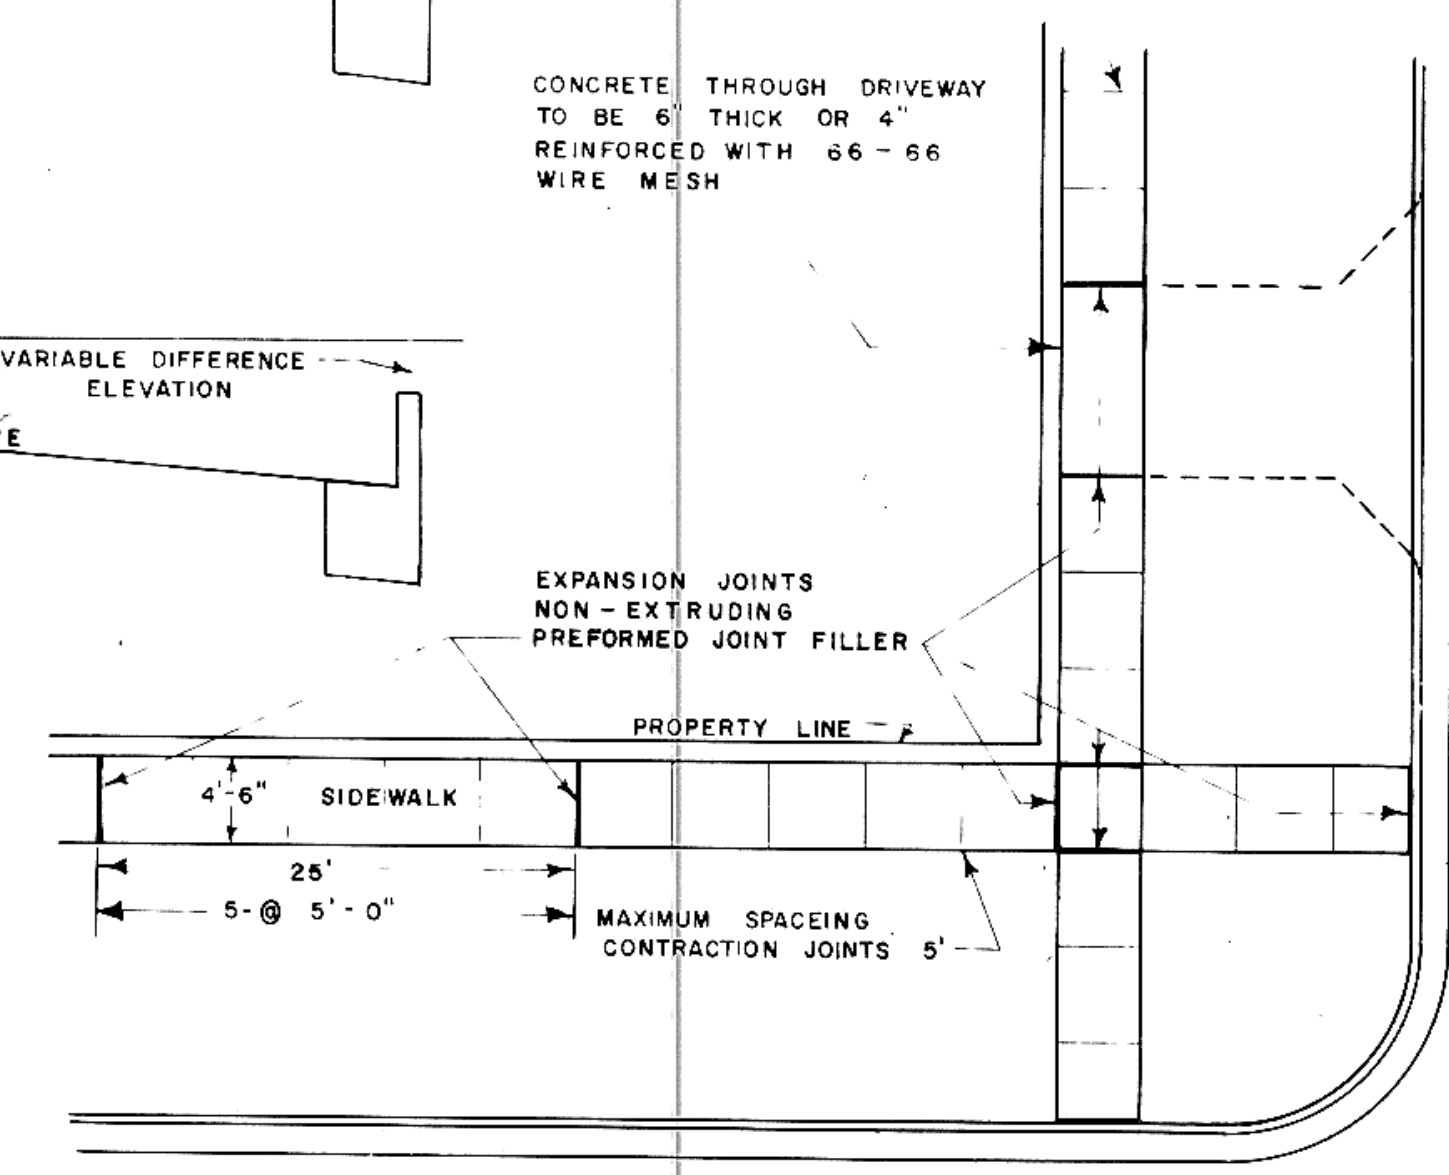 CONCRETE THROUGH DRIVEWAY
TO BE 6" THICK OR 4"
REINFORCED WITH 66-66
WIRE MESH
VARIABLE DIFFERENCE
ELEVATION
EXPANSION JOINTS
NON-EXTRUDING
PREFORMED JOINT FILLER
PROPERTY LINE
4'-6" SIDEWALK
25'
5-@ 5'-0"
MAXIMUM SPACEING
CONTRACTION JOINTS 5'